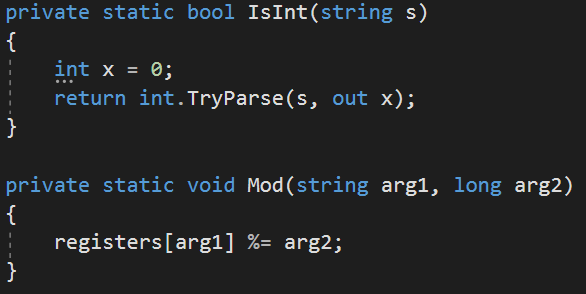 private static bool IsInt(string s)
{
    int x = 0;
    return int.TryParse(s, out x);
}

private static void Mod(string arg1, long arg2)
{
    registers[arg1] %= arg2;
}